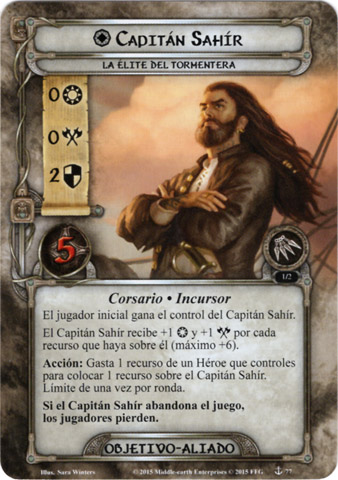 CAPITÁN SAHÍR
LA ÉLITE DEL TORMENTERA
0
0
2
5
1/2
Corsario • Incursor
El jugador inicial gana el control del Capitán Sahír.
El Capitán Sahír recibe +1 y +1 por cada
recurso que haya sobre él (máximo +6).
Acción: Gasta 1 recurso de un Héroe que controles
para colocar 1 recurso sobre el Capitán Sahír.
Límite de una vez por ronda.
Si el Capitán Sahír abandona el juego,
los jugadores pierden.
OBJETIVO-ALIADO
Illus. Sara Winters
©2015 Middle-earth Enterprises ©2015 FFG
77